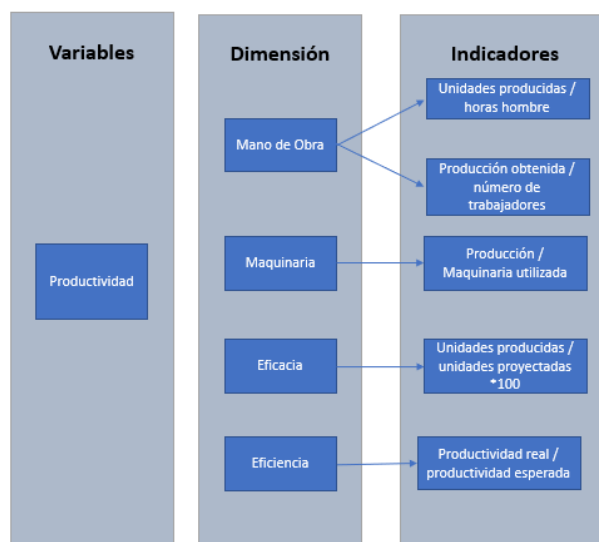 Variables
Dimensión
Indicadores
Unidades producidas /
horas hombre
Mano de Obra
Producción obtenida /
número de
trabajadores
Productividad
Maquinaria
Producción /
Maquinaria utilizada
Eficacia
Unidades producidas /
unidades proyectadas
*100
Eficiencia
Productividad real /
productividad esperada